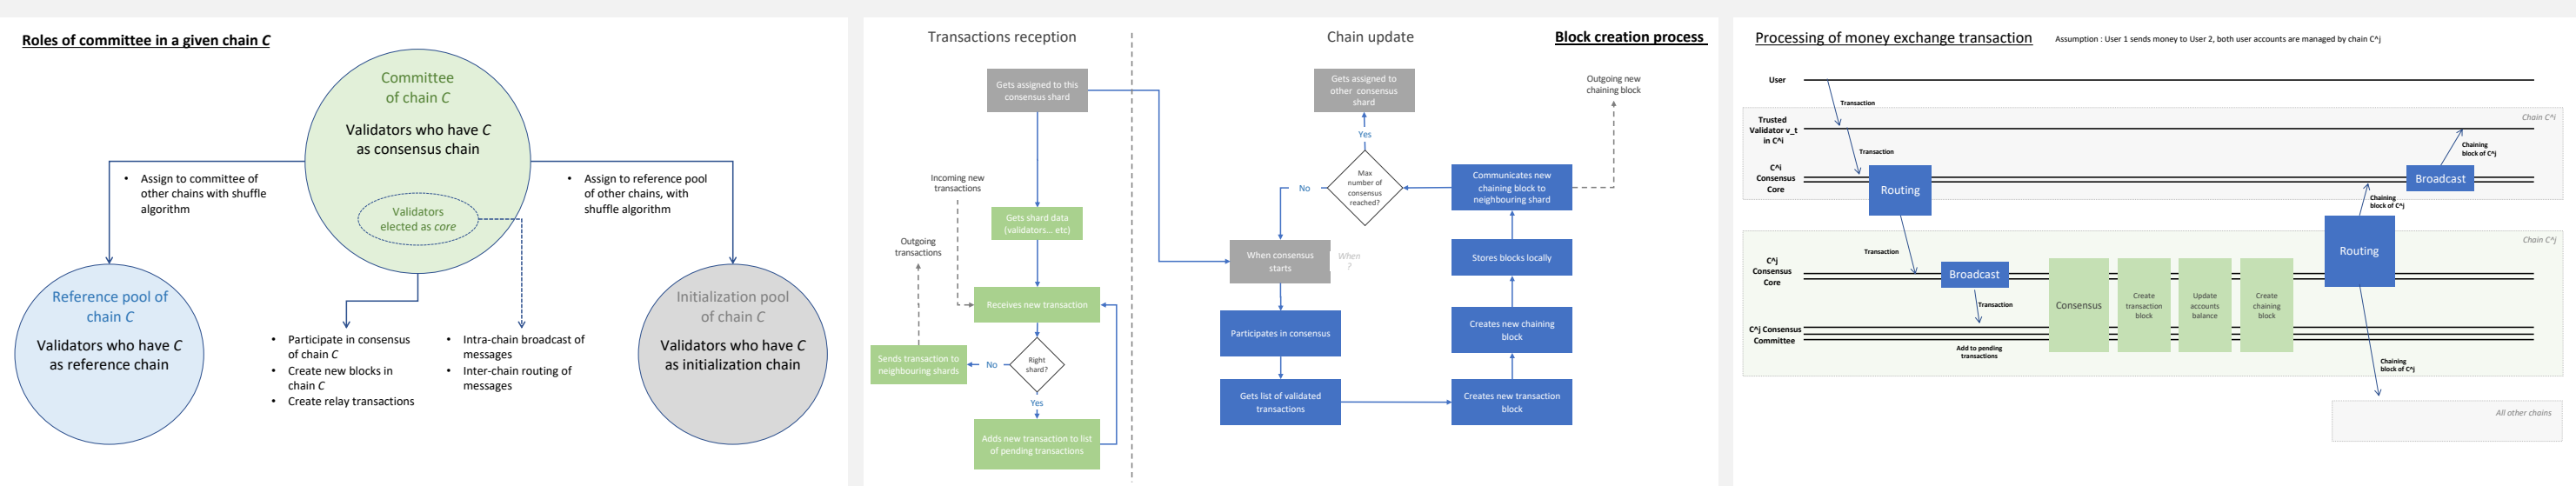 Roles of committee in a given chain C
Committee
of chain C
Validators who have C
as consensus chain
Validators
elected as core
• Assign to committee of
other chains with shuffle
algorithm
• Assign to reference pool
of other chains, with
shuffle algorithm
Reference pool of
chain C
Validators who have C
as reference chain
• Participate in consensus
of chain C
• Create new blocks in
chain C
• Create relay transactions
• Intra-chain broadcast of
messages
• Inter-chain routing of
messages
Initialization pool
of chain C
Validators who have C
as initialization chain
Transactions reception
Chain update
Block creation process
Gets assigned to this
consensus shard
Incoming new
transactions
Gets shard data
(validators... etc)
Outgoing
transactions
Receives new transaction
Sends transaction to
neighbouring shards
No
Right
shard?
Yes
Adds new transaction to list
of pending transactions
Gets assigned to
other consensus
shard
Yes
Max
number of
consensus
reached?
No
Outgoing new
chaining block
Communicates new
chaining block to
neighbouring shard
When consensus
starts
When
?
Stores blocks locally
Participates in consensus
Creates new chaining
block
Gets list of validated
transactions
Creates new transaction
block
Processing of money exchange transaction
Assumption : User 1 sends money to User 2, both user accounts are managed by chain C^j
User
Transaction
Chain C^i
Trusted
Validator v_t
in C^i
Transaction
Chaining
block of C^j
C^i
Consensus
Core
Routing
Broadcast
Chaining
block of C^j
Chain C^j
Transaction
C^j
Consensus
Core
Broadcast
Transaction
Consensus
Create
transaction
block
Update
accounts
balance
Create
chaining
block
Routing
C^j Consensus
Committee
Add to pending
transactions
Chaining
block of C^j
All other chains